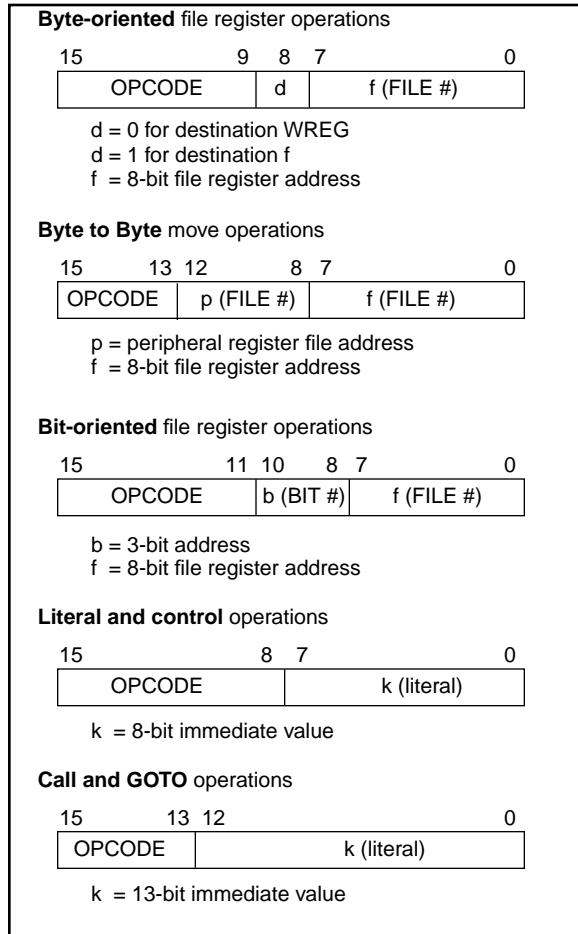 Byte-oriented file register operations
15 9 8 7 0
OPCODE d f (FILE #)
d = 0 for destination WREG
d = 1 for destination f
f = 8-bit file register address
Byte to Byte move operations
15 13 12 8 7 0
OPCODE p (FILE #) f (FILE #)
p = peripheral register file address
f = 8-bit file register address
Bit-oriented file register operations
15 11 10 8 7 0
OPCODE b (BIT #) f (FILE #)
b = 3-bit address
f = 8-bit file register address
Literal and control operations
15 8 7 0
OPCODE k (literal)
k = 8-bit immediate value
Call and GOTO operations
15 13 12 0
OPCODE k (literal)
k = 13-bit immediate value